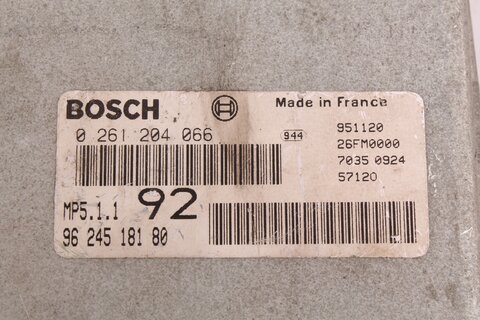 BOSCH
Made in France
0 261 204 066
944
951120
26FM0000
7035 0924
57120
MP5.1.1 92
96 245 181 80